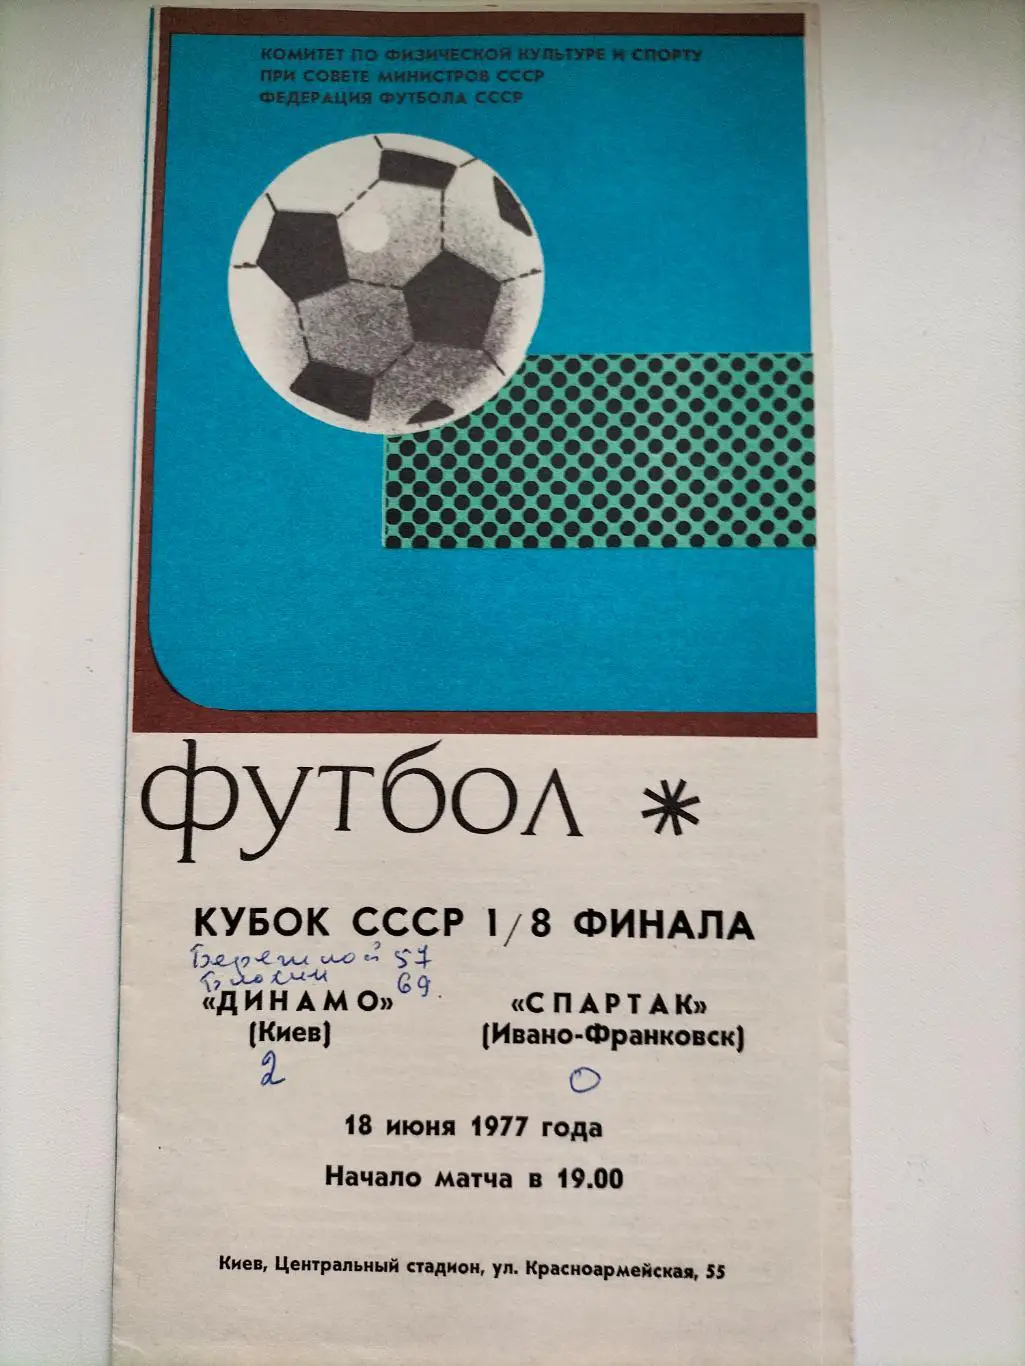 КОМИТЕТ ПО ФИЗИЧЕСКОЙ КУЛЬТУРЕ И СПОРТУ
ПРИ СОВЕТЕ МИНИСТРОВ СССР
ФЕДЕРАЦИЯ ФУТБОЛА СССР
футбол *
КУБОК СССР 1/8 ФИНАЛА
Бережной 57
Блохин 69
«ДИНАМО» «СПАРТАК»
(Киев) (Ивано-Франковск)
2 0
18 июня 1977 года
Начало матча в 19.00
Киев, Центральный стадион, ул. Красноармейская, 55